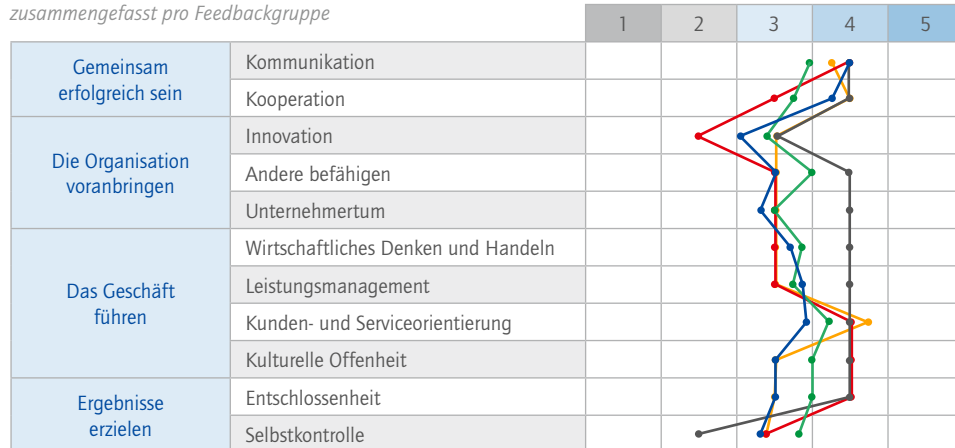 zusammengefasst pro Feedbackgruppe
1 2 3 4 5
Gemeinsam
erfolgreich sein
Kommunikation
Kooperation
Die Organisation
voranbringen
Innovation
Andere befähigen
Unternehmertum
Das Geschäft
führen
Wirtschaftliches Denken und Handeln
Leistungsmanagement
Kunden- und Serviceorientierung
Kulturelle Offenheit
Ergebnisse
erzielen
Entschlossenheit
Selbstkontrolle